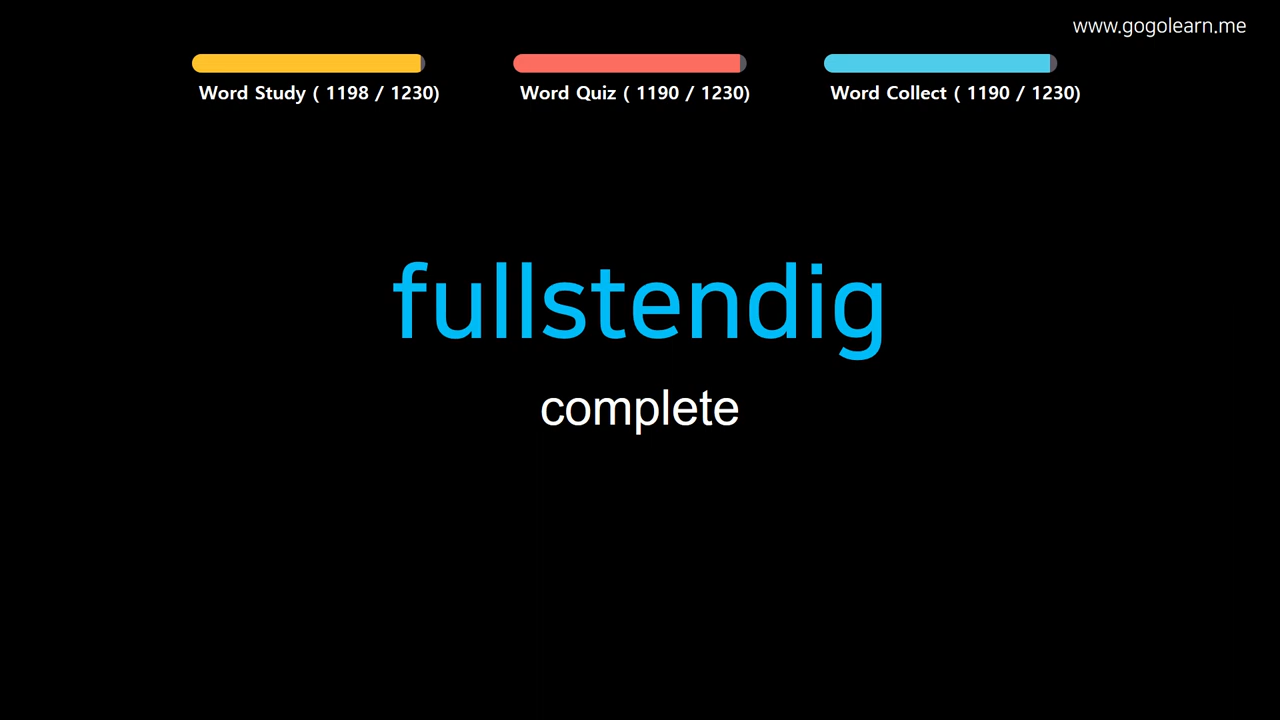 www.gogolearn.me
Word Study ( 1198 / 1230)
Word Quiz ( 1190 / 1230)
Word Collect ( 1190 / 1230)
fullstendig
complete